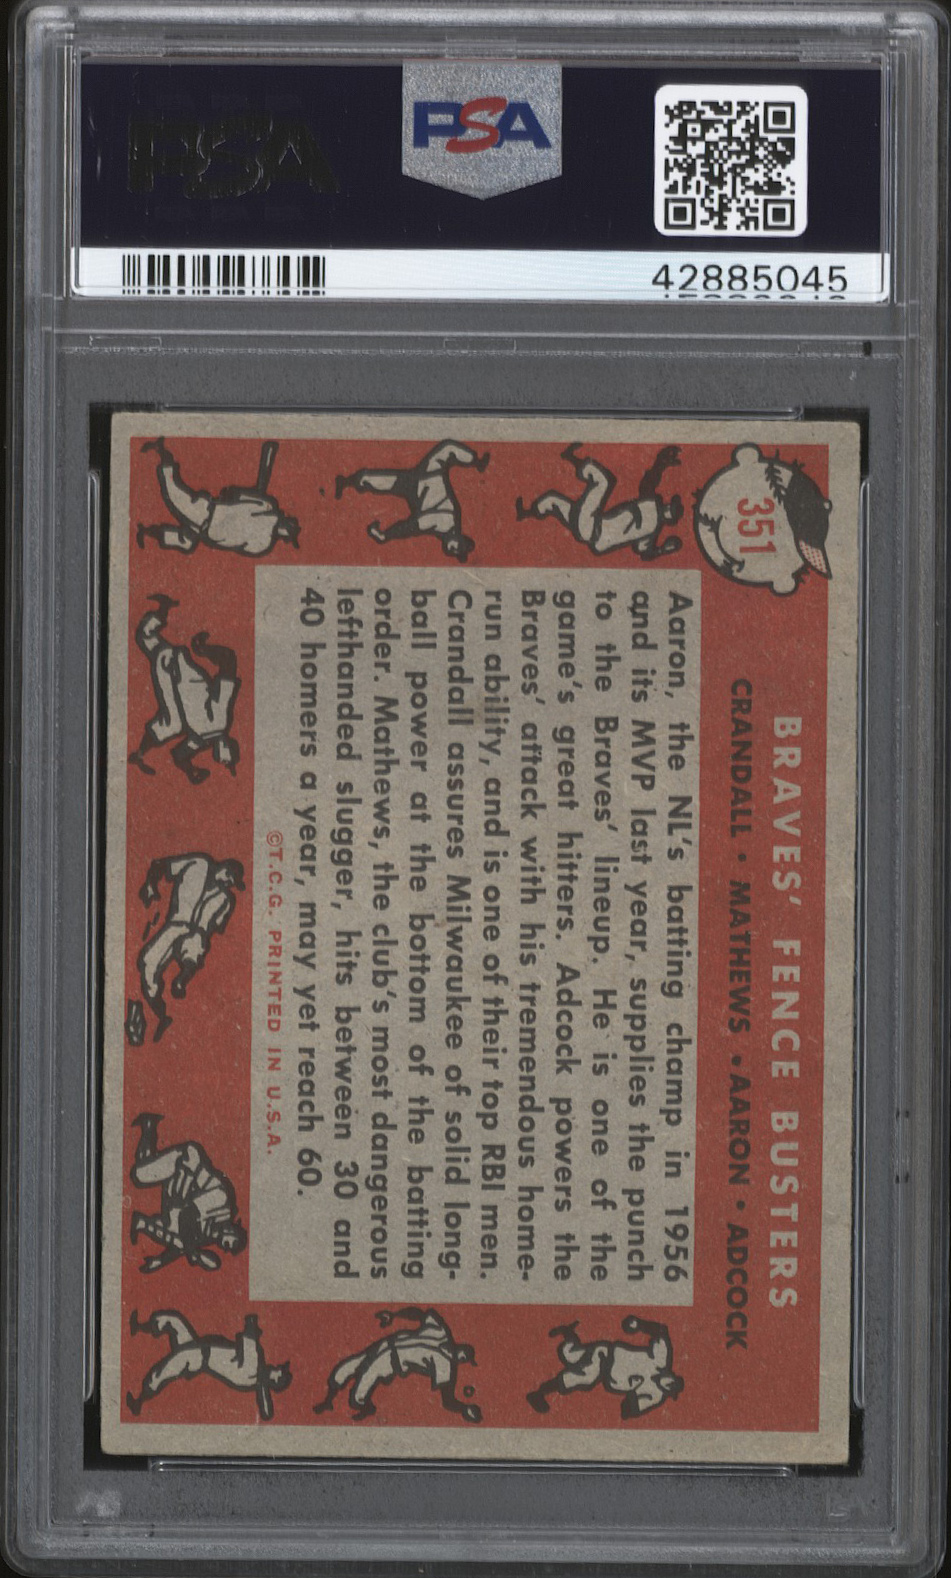 PSA
PSA
42885045
351
BRAVES' FENCE BUSTERS
CRANDALL • MATHEWS • AARON • ADCOCK
Aaron, the NL's batting champ in 1956
and its MVP last year, supplies the punch
to the Braves' lineup. He is one of the
game's great hitters. Adcock powers the
Braves' attack with his tremendous home-
run ability, and is one of their top RBI men.
Crandall assures Milwaukee of solid long-
ball power at the bottom of the batting
order. Mathews, the club's most dangerous
lefthanded slugger, hits between 30 and
40 homers a year, may yet reach 60.
©T.C.G. PRINTED IN U.S.A.